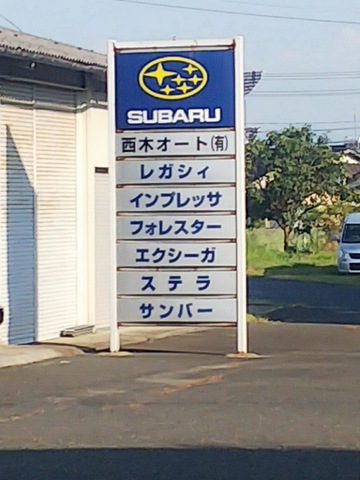 SUBARU
西木オート(有)
レガシィ
インプレッサ
フォレスター
エクシーガ
ステラ
サンバー